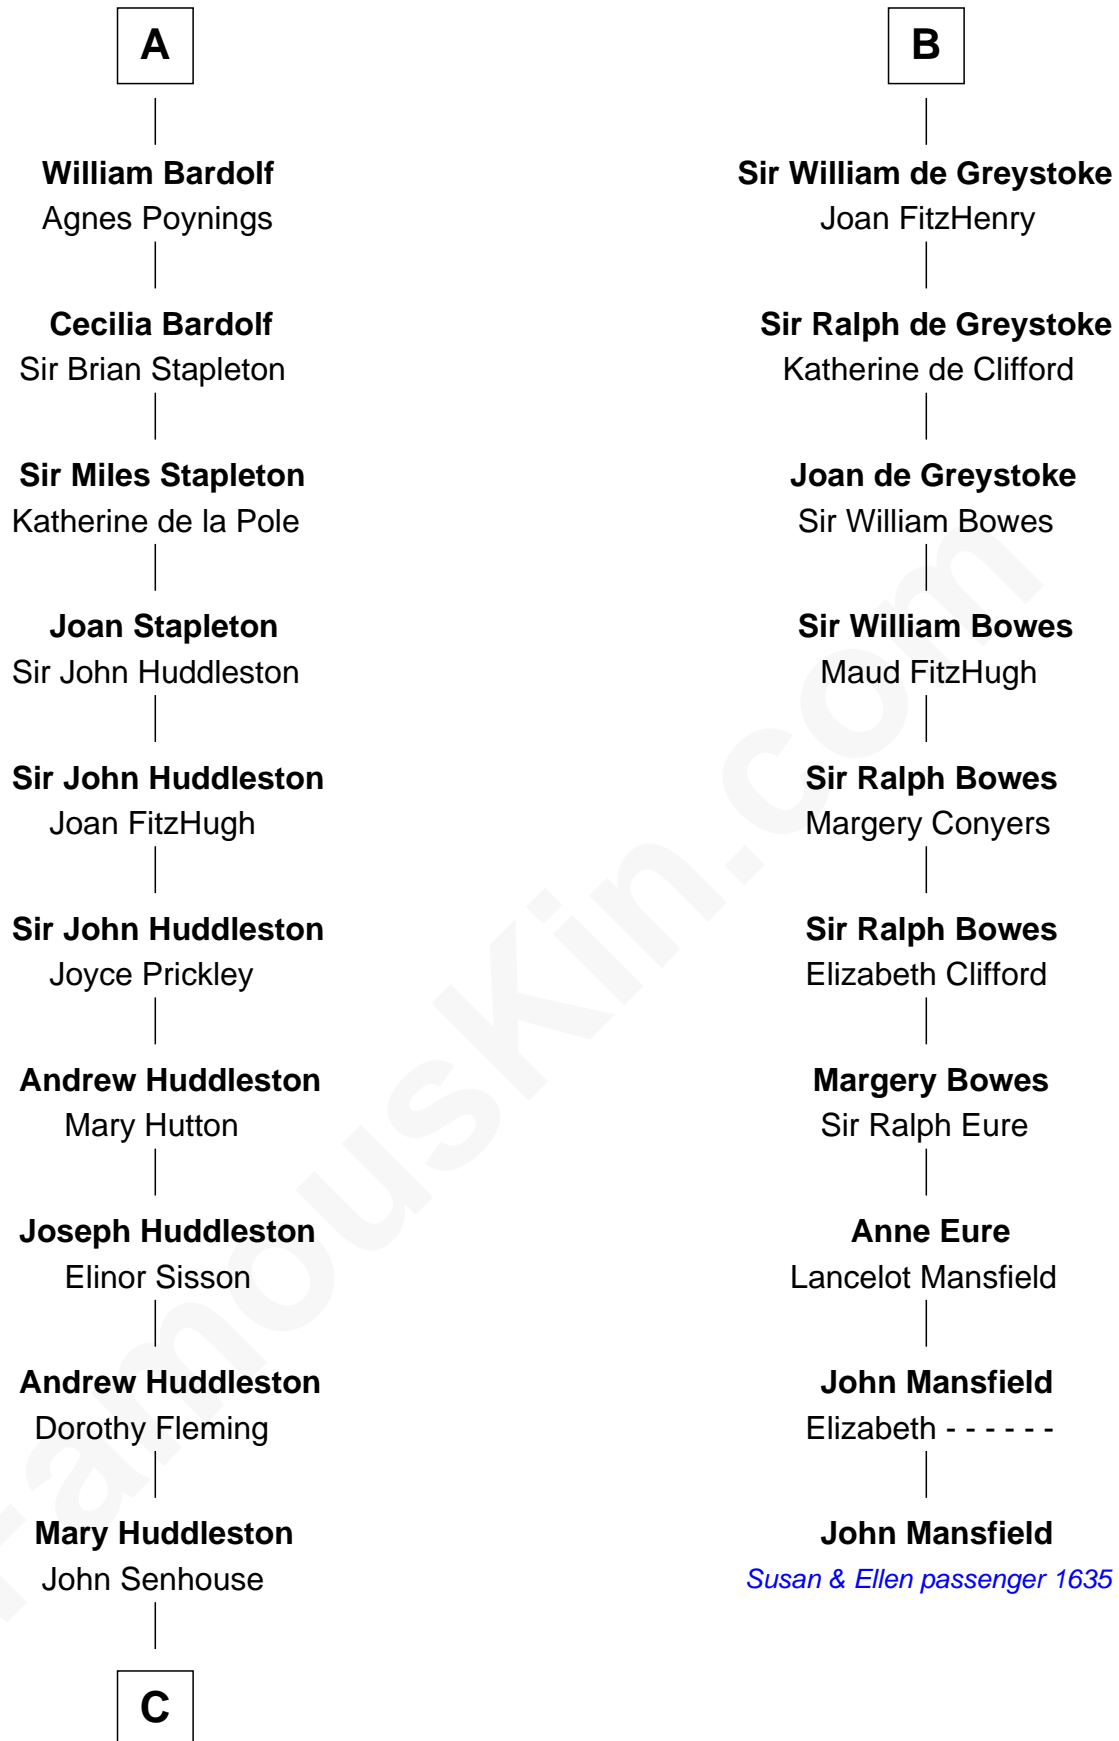 A
William Bardolf
Agnes Poynings
Cecilia Bardolf
Sir Brian Stapleton
Sir Miles Stapleton
Katherine de la Pole
Joan Stapleton
Sir John Huddleston
Sir John Huddleston
Joan FitzHugh
Sir John Huddleston
Joyce Prickley
Andrew Huddleston
Mary Hutton
Joseph Huddleston
Elinor Sisson
Andrew Huddleston
Dorothy Fleming
Mary Huddleston
John Senhouse
C
B
Sir William de Greystoke
Joan FitzHenry
Sir Ralph de Greystoke
Katherine de Clifford
Joan de Greystoke
Sir William Bowes
Sir William Bowes
Maud FitzHugh
Sir Ralph Bowes
Margery Conyers
Sir Ralph Bowes
Elizabeth Clifford
Margery Bowes
Sir Ralph Eure
Anne Eure
Lancelot Mansfield
John Mansfield
Elizabeth - - - - - -
John Mansfield
Susan & Ellen passenger 1635
FamousKin.com